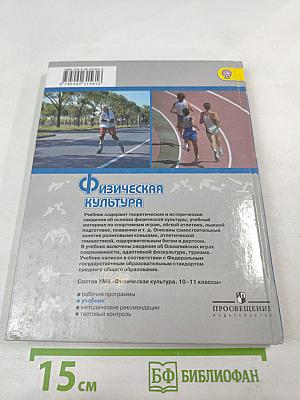 Физическая
культура
Учебник содержит теоретические и исторические
сведения об основах физической культуры, учебный
материал по спортивным играм, лёгкой атлетике, лыжной
подготовке, плаванию и т. д. Описаны самостоятельные
занятия роликовыми коньками, атлетической
гимнастикой, оздоровительным бегом и дартсом.
В учебник включены сведения об Олимпийских играх
современности, адаптивной физкультуре, туризме.
Учебник написан в соответствии с Федеральным
государственным образовательным стандартом
среднего общего образования.
Состав УМК «Физическая культура. 10–11 классы»
• рабочие программы
• учебник
• методические рекомендации
• тестовый контроль
ПРОСВЕЩЕНИЕ
ИЗДАТЕЛЬСТВО
15 см
БФ БИБЛИОФАН